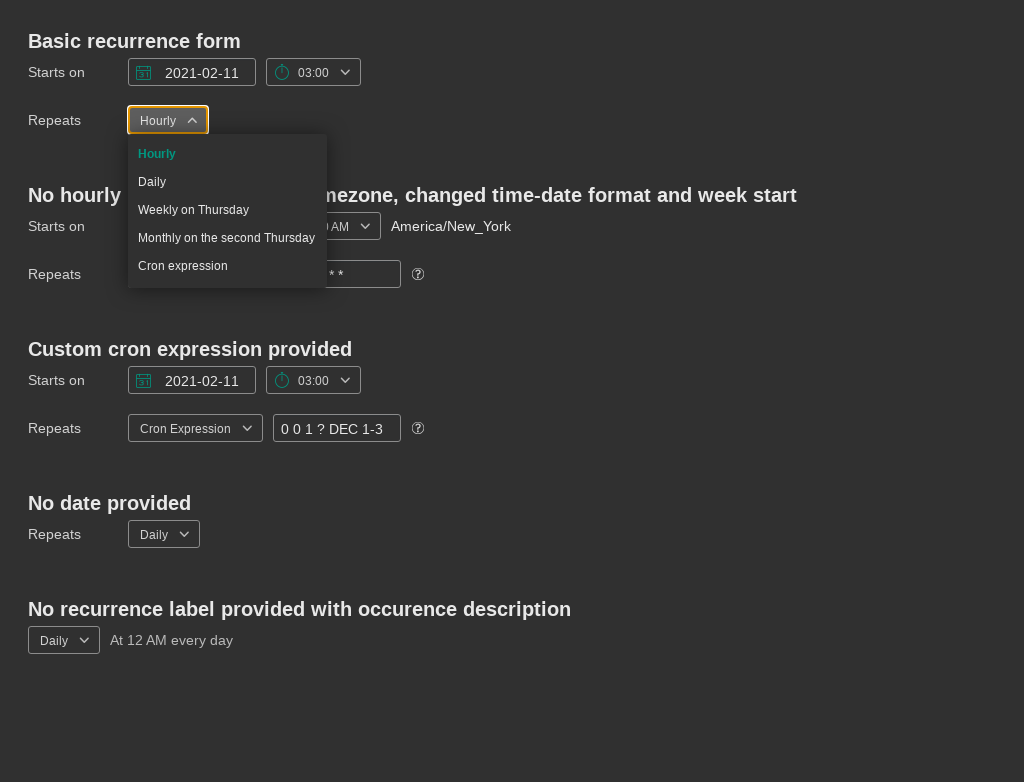 Basic recurrence form
Starts on 2021-02-11 03:00
Repeats Hourly
Hourly
Daily
Weekly on Thursday
Monthly on the second Thursday
Cron expression
No hourly mezone, changed time-date format and week start
Starts on AM America/New_York
Repeats * *
Custom cron expression provided
Starts on 2021-02-11 03:00
Repeats Cron Expression 0 0 1 ? DEC 1-3
No date provided
Repeats Daily
No recurrence label provided with occurence description
Daily At 12 AM every day